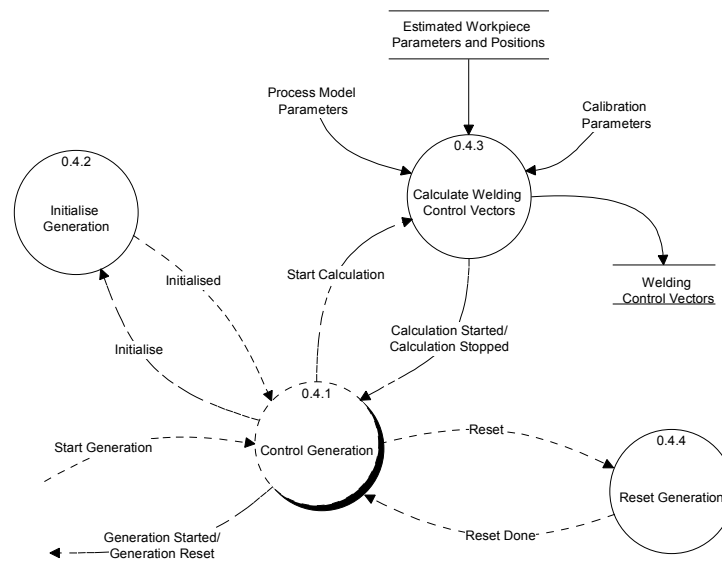 Estimated Workpiece
Parameters and Positions
Process Model
Parameters
Calibration
Parameters
0.4.3
Calculate Welding
Control Vectors
0.4.2
Initialise
Generation
Initialised
Start Calculation
Welding
Control Vectors
Calculation Started/
Calculation Stopped
Initialise
0.4.1
Control Generation
Start Generation
Reset
0.4.4
Reset Generation
Generation Started/
Generation Reset
Reset Done